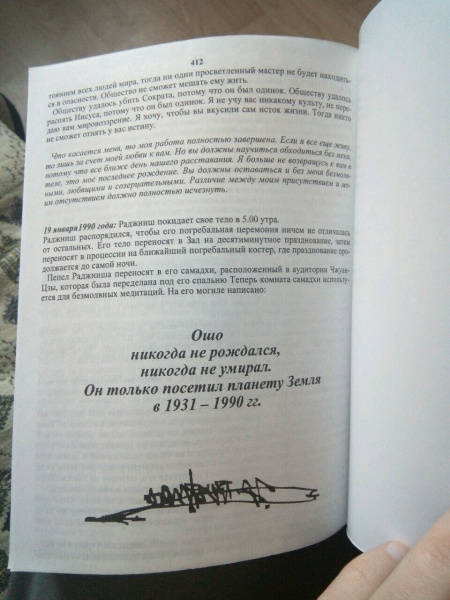 412
тоянием всех людей мира, тогда ни один просветленный мастер не будет находить-
ся в опасности. Общество не сможет мешать ему жить.
Обществу удалось убить Сократа, потому что он был одинок. Обществу удалось
распять Иисуса, потому что он был одинок. Я не учу вас никакому культу, не пере-
даю вам мировоззрение. Я хочу, чтобы вы вкусили сам исток жизни. Тогда никто
не сможет отнять у вас истину.
Что касается меня, то моя работа полностью завершена. Если я все еще живу,
то лишь за счет моей любви к вам. Но вы должны научиться обходиться без меня,
потому что все ближе день нашего расставания. Я больше не возвращусь к вам в
теле, это мое последнее рождение. Вы должны оставаться и без меня безмолв-
ными, любящими и созерцательными. Различие между моим присутствием и мо-
им отсутствием должно полностью исчезнуть.
19 января1990 года: Раджниш покидает свое тело в 5.00 утра.
Раджниш распорядился, чтобы его погребальная церемония ничем не отличалась
от остальных. Его тело переносят в Зал на десятиминутное празднование, затем
переносят в процессии на ближайший погребальный костер, где празднование про-
должается до самой ночи.
Пепел Раджниша переносят в его самадхи, расположенный в аудитории Чжуан-
Цзы, которая была переделана под его спальню Теперь комната самадхи использу-
ется для безмолвных медитаций. На его могиле написано:
Ошо
никогда не рождался,
никогда не умирал.
Он только посетил планету Земля
в 1931 – 1990 гг.